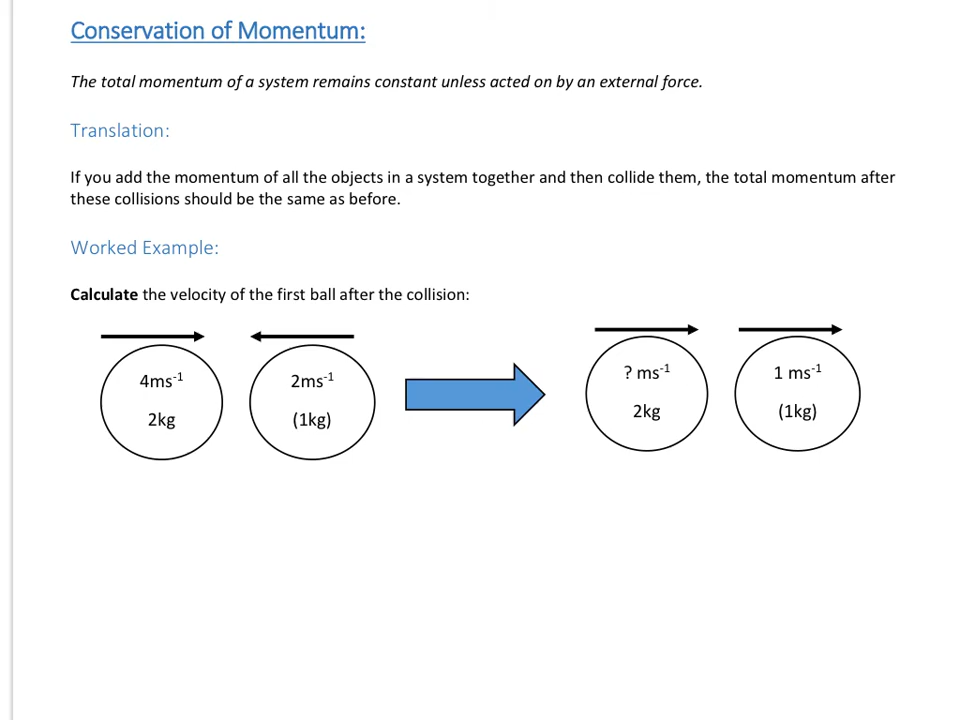 Conservation of Momentum:
The total momentum of a system remains constant unless acted on by an external force.
Translation:
If you add the momentum of all the objects in a system together and then collide them, the total momentum after
these collisions should be the same as before.
Worked Example:
Calculate the velocity of the first ball after the collision:
4ms⁻¹
2kg
2ms⁻¹
(1kg)
? ms⁻¹
2kg
1 ms⁻¹
(1kg)